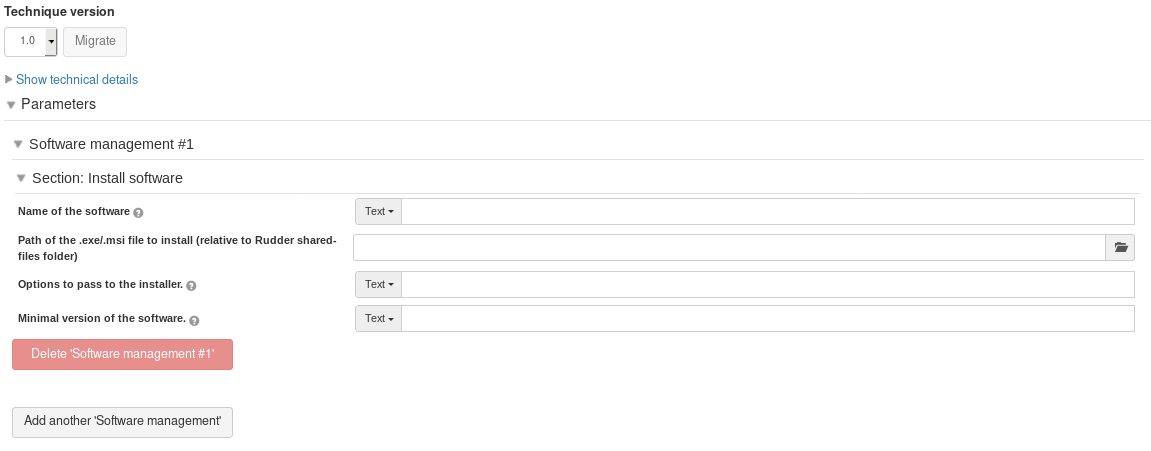 Technique version
1.0 Migrate
Show technical details
Parameters
Software management #1
Section: Install software
Name of the software ? Text
Path of the .exe/.msi file to install (relative to Rudder shared-
files folder)
Options to pass to the installer. ? Text
Minimal version of the software. ? Text
Delete 'Software management #1'
Add another 'Software management'